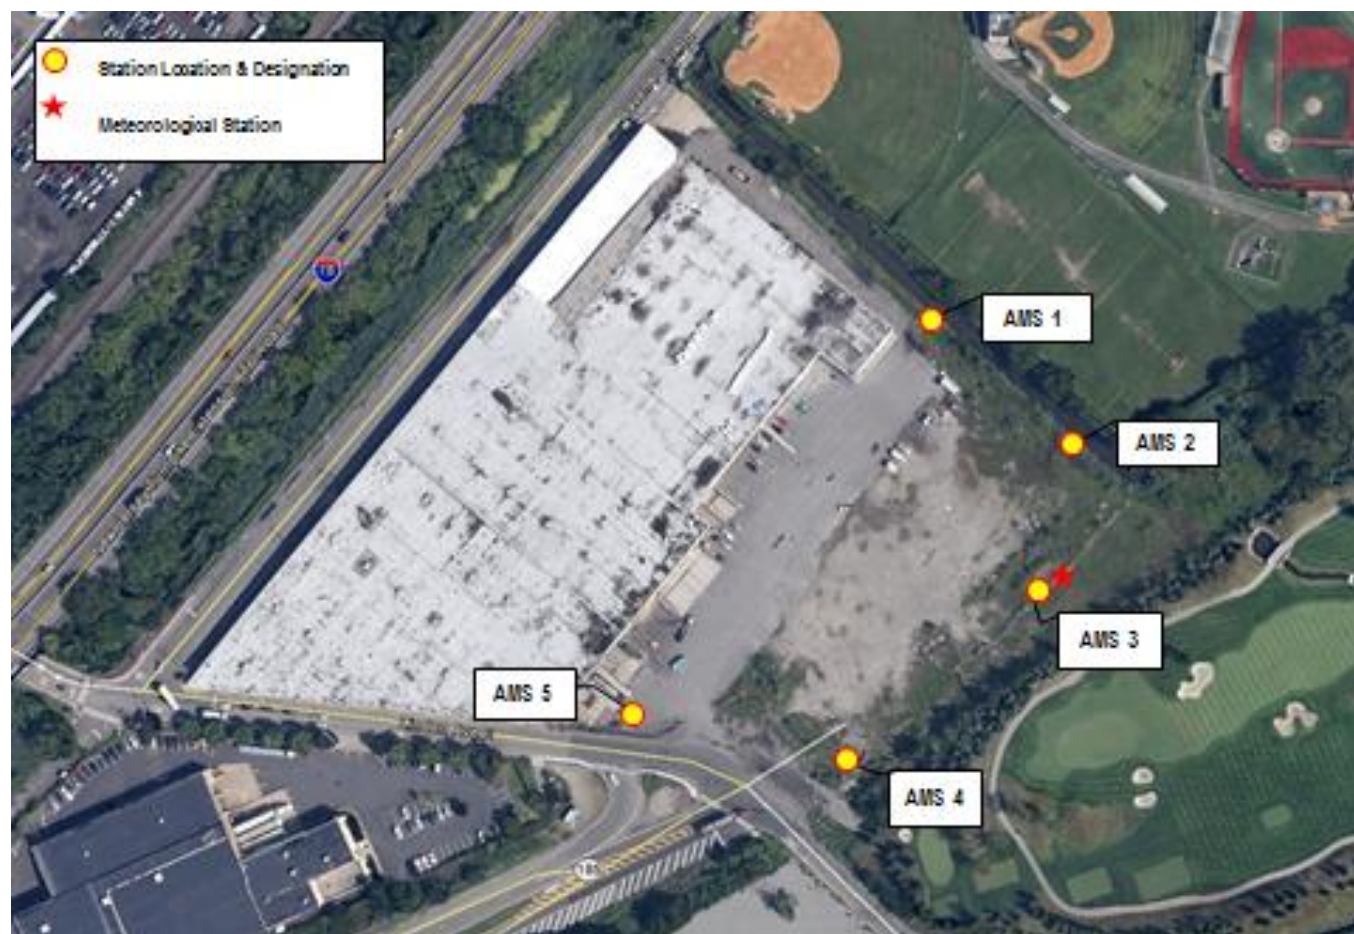 Station Location & Designation
Meteorological Station
AMS 1
AMS 2
AMS 3
AMS 5
AMS 4